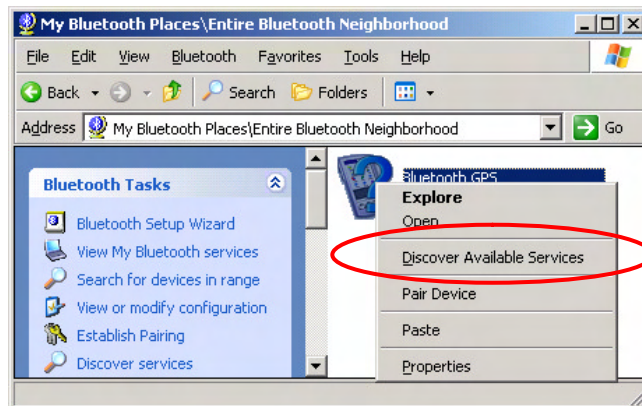 My Bluetooth Places\Entire Bluetooth Neighborhood
File Edit View Bluetooth Favorites Tools Help
Back Search Folders
Address My Bluetooth Places\Entire Bluetooth Neighborhood Go
Bluetooth Tasks
Bluetooth Setup Wizard
View My Bluetooth services
Search for devices in range
View or modify configuration
Establish Pairing
Discover services
Bluetooth GPS
Explore
Open
Discover Available Services
Pair Device
Paste
Properties